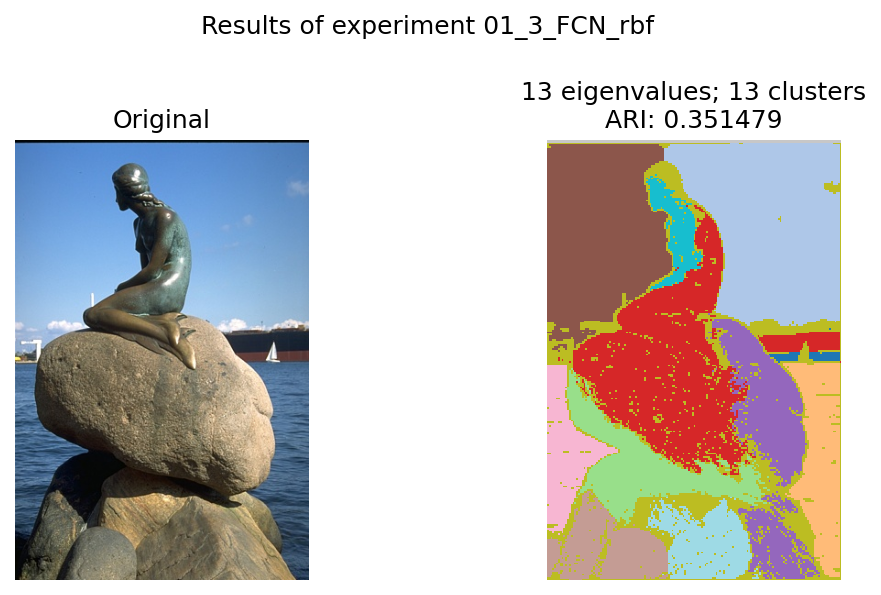 Results of experiment 01_3_FCN_rbf
Original
13 eigenvalues; 13 clusters
ARI: 0.351479